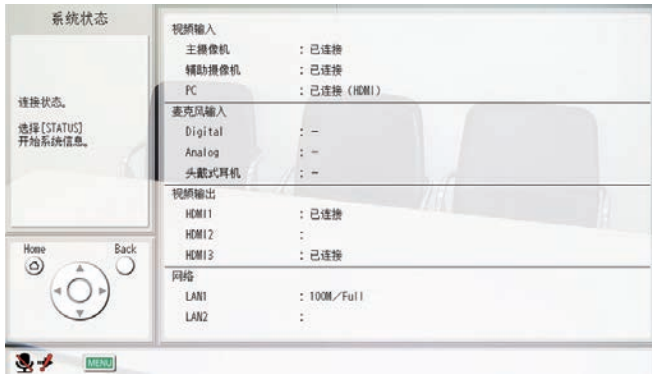 系统状态
连接状态。
选择[STATUS]
开始系统信息。
Home
Back
视频输入
主摄像机 : 已连接
辅助摄像机 : 已连接
PC : 已连接 (HDMI)
麦克风输入
Digital : -
Analog : -
头戴式耳机 : -
视频输出
HDMI1 : 已连接
HDMI2 :
HDMI3 : 已连接
网络
LAN1 : 100M/Full
LAN2 :
MENU